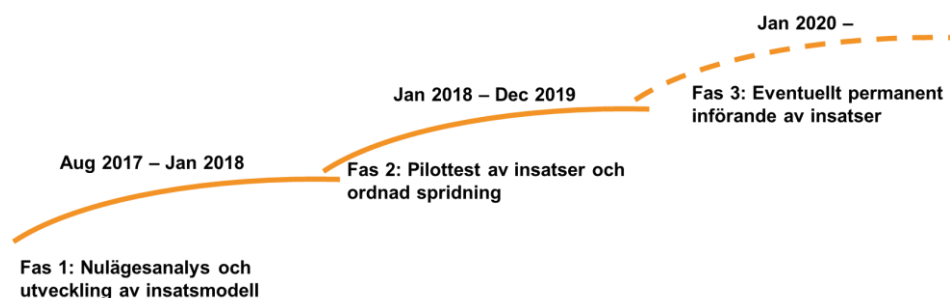 Aug 2017 – Jan 2018
Fas 1: Nulägesanalys och
utveckling av insatsmodell
Jan 2018 – Dec 2019
Fas 2: Pilottest av insatser och
ordnad spridning
Jan 2020 –
Fas 3: Eventuellt permanent
införande av insatser